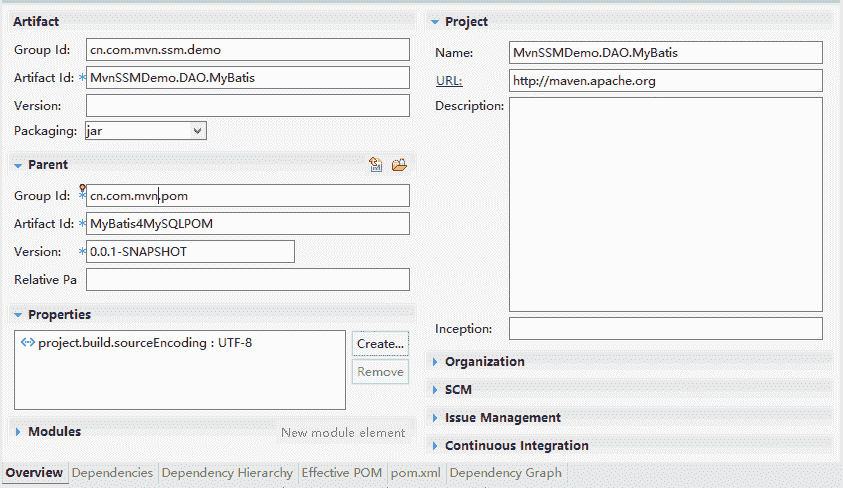 Artifact
Group Id: cn.com.mvn.ssm.demo
Artifact Id: * MvnSSMDemo.DAO.MyBatis
Version:
Packaging: jar
Parent
Group Id: * cn.com.mvn.pom
Artifact Id: * MyBatis4MySQLPOM
Version: * 0.0.1-SNAPSHOT
Relative Pa
Properties
project.build.sourceEncoding : UTF-8
Create...
Remove
Modules
New module element
Project
Name: MvnSSMDemo.DAO.MyBatis
URL: http://maven.apache.org
Description:
Inception:
Organization
SCM
Issue Management
Continuous Integration
Overview Dependencies Dependency Hierarchy Effective POM pom.xml Dependency Graph